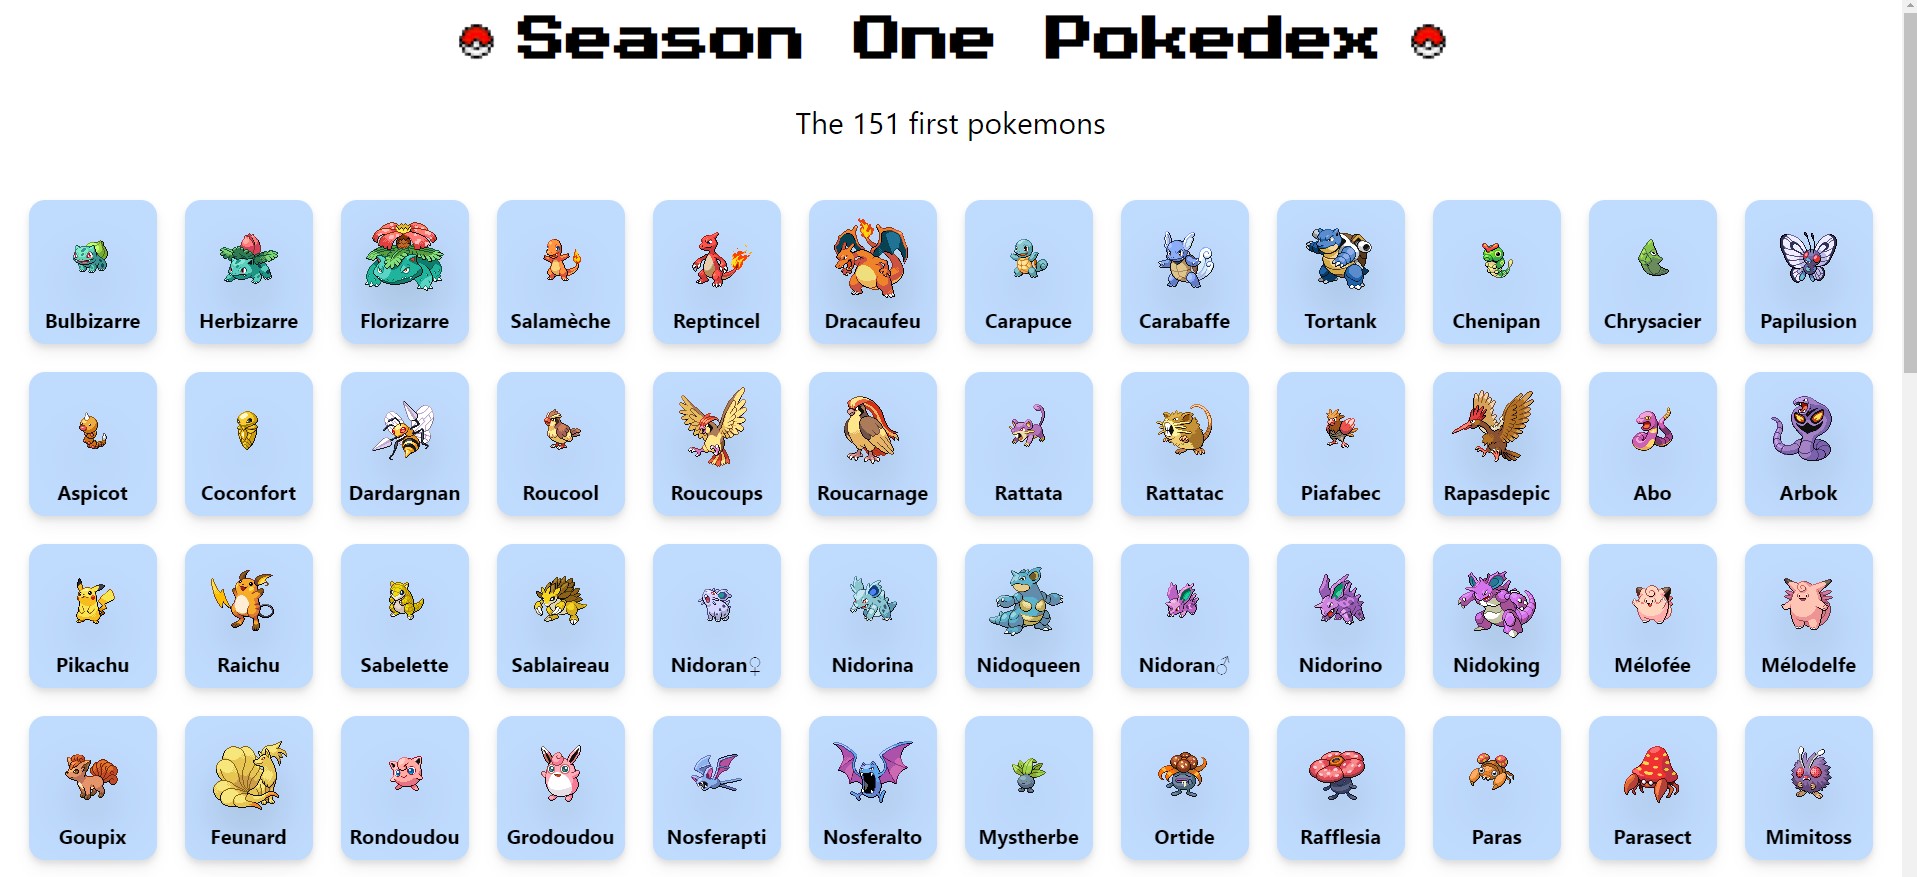 Season One Pokedex
The 151 first pokemons
Bulbizarre Herbizarre Florizarre Salamèche Reptincel Dracaufeu Carapuce Carabaffe Tortank Chenipan Chrysacier Papilusion
Aspicot Coconfort Dardargnan Roucool Roucoups Roucarnage Rattata Rattatac Piafabec Rapasdepic Abo Arbok
Pikachu Raichu Sabelette Sablaireau Nidoran♀ Nidorina Nidoqueen Nidoran♂ Nidorino Nidoking Mélofée Mélodelfe
Goupix Feunard Rondoudou Grodoudou Nosferapti Nosferalto Mystherbe Ortide Rafflesia Paras Parasect Mimitoss